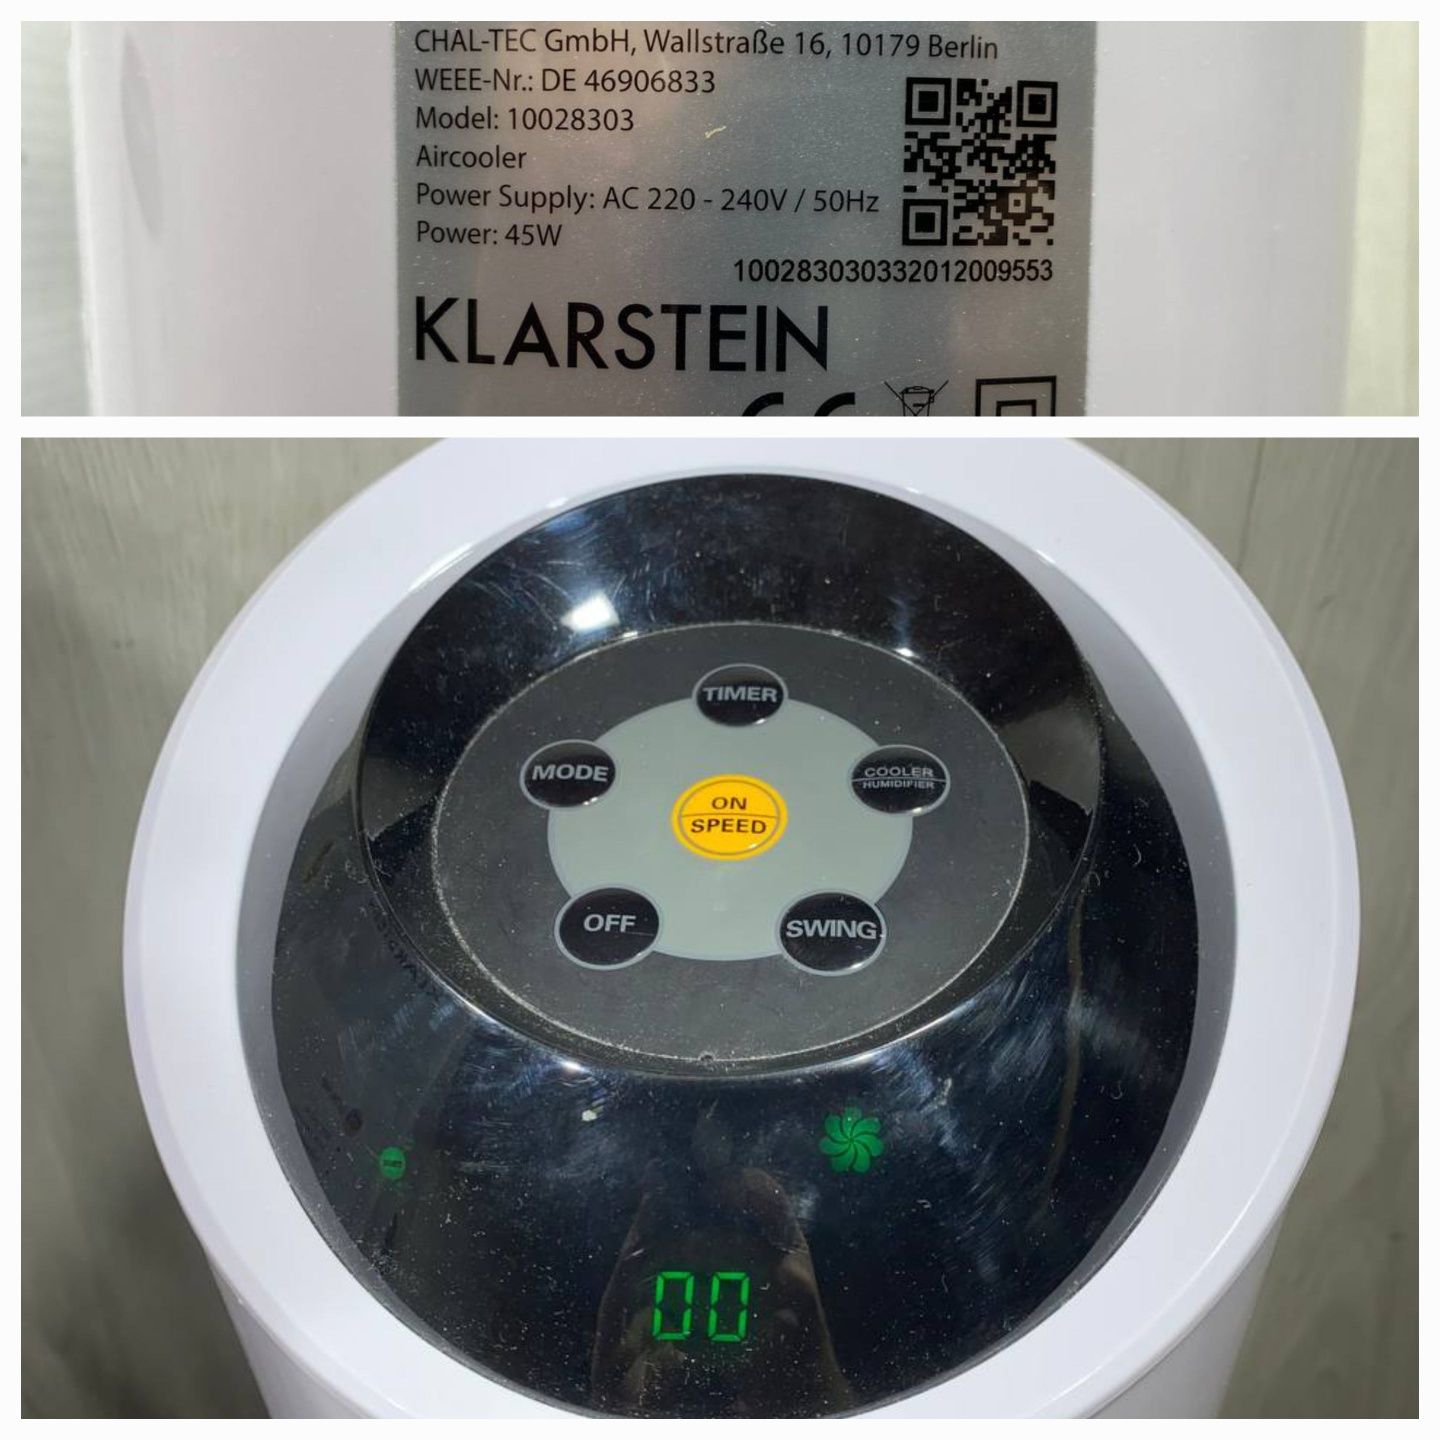 CHAL-TEC GmbH, Wallstraße 16, 10179 Berlin
WEEE-Nr.: DE 46906833
Model: 10028303
Aircooler
Power Supply: AC 220 - 240V / 50Hz
Power: 45W
100283030332012009553
KLARSTEIN
TIMER
MODE
COOLER
HUMIDIFIER
ON
SPEED
OFF
SWING
00